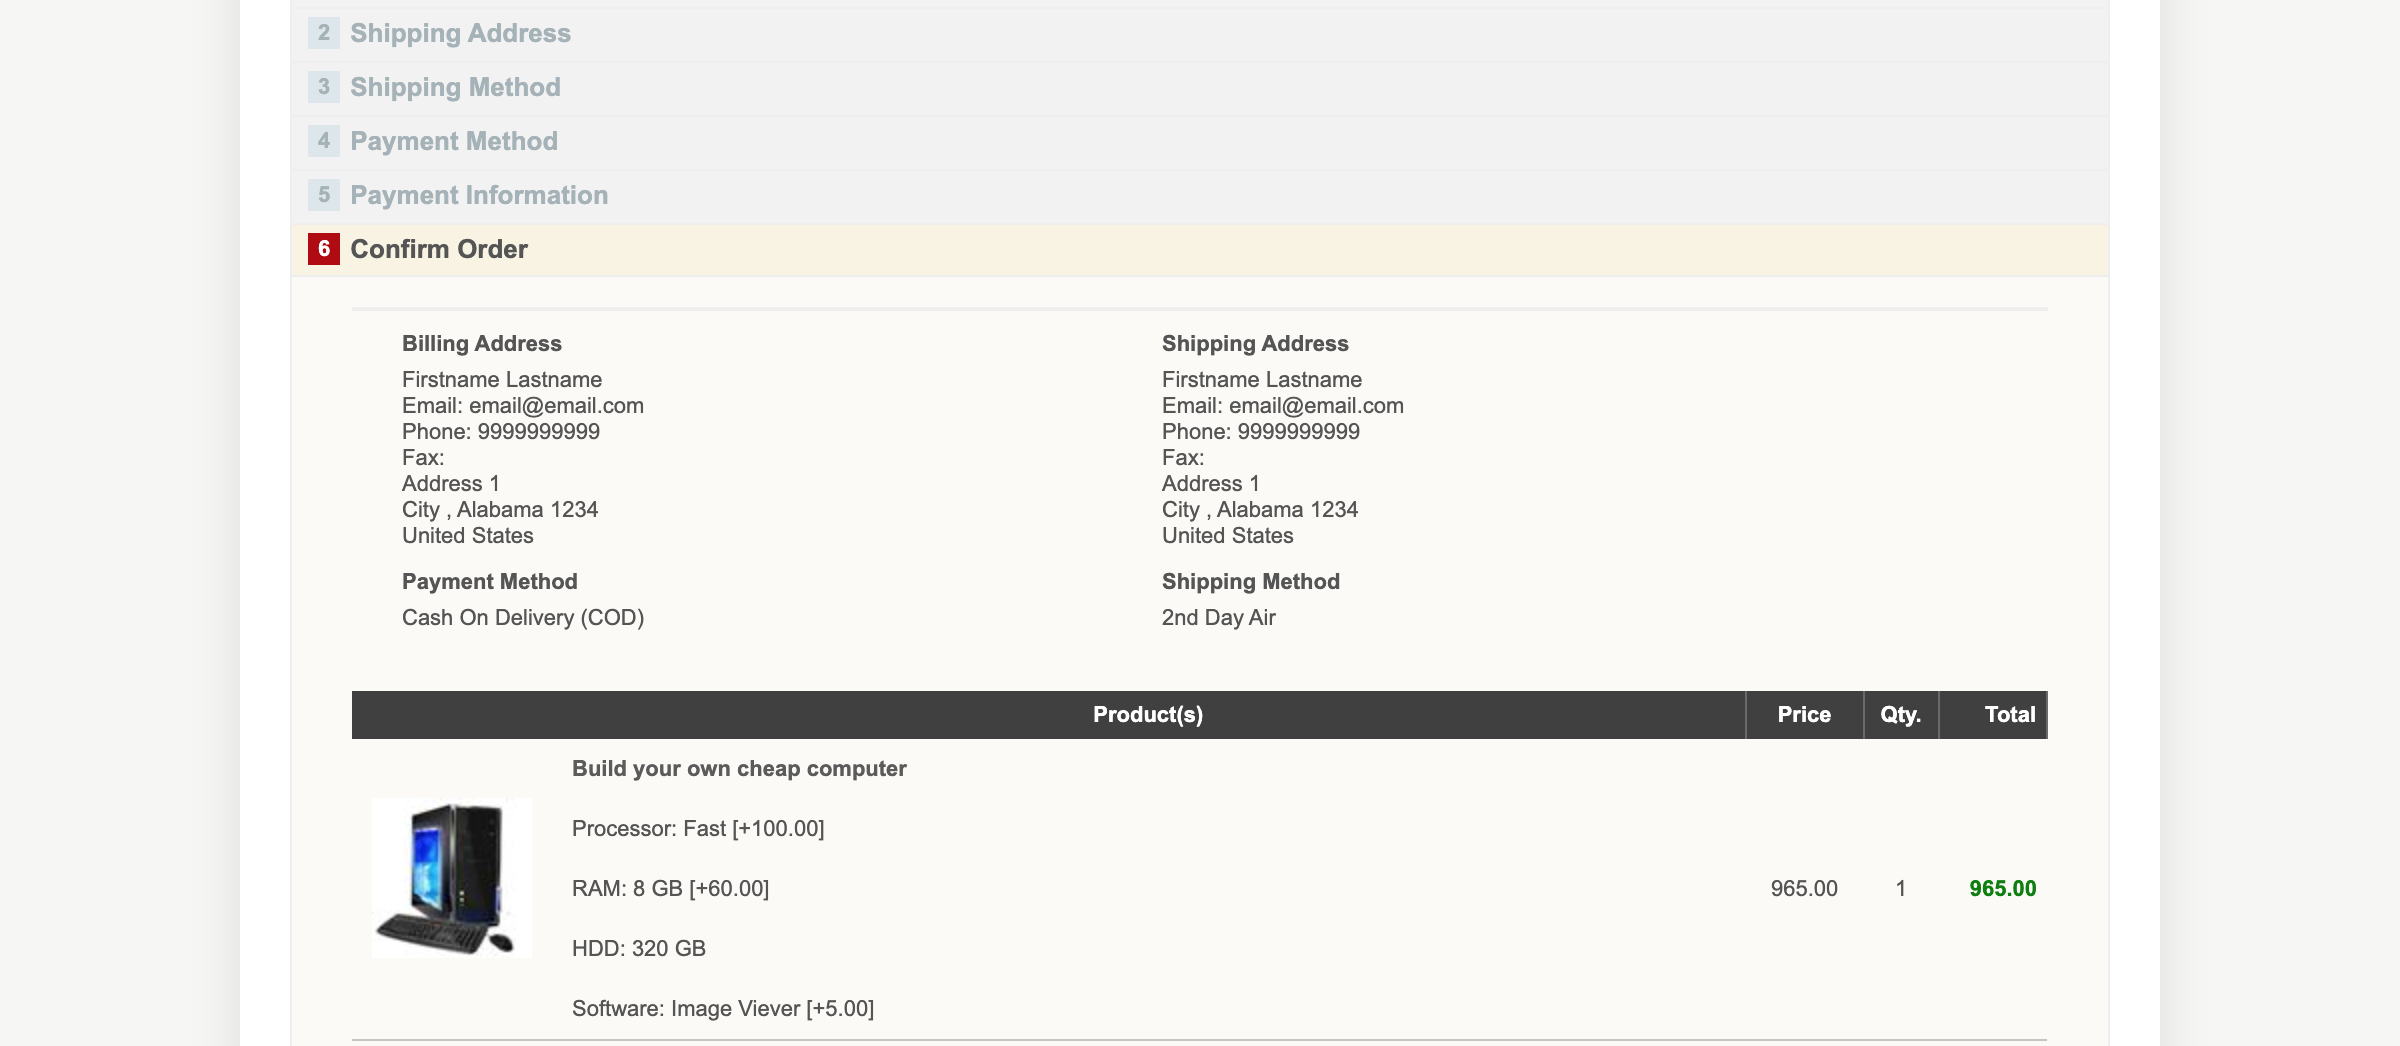 2 Shipping Address
3 Shipping Method
4 Payment Method
5 Payment Information
6 Confirm Order
Billing Address
Firstname Lastname
Email: email@email.com
Phone: 9999999999
Fax:
Address 1
City , Alabama 1234
United States
Payment Method
Cash On Delivery (COD)
Shipping Address
Firstname Lastname
Email: email@email.com
Phone: 9999999999
Fax:
Address 1
City , Alabama 1234
United States
Shipping Method
2nd Day Air
Product(s) Price Qty. Total
Build your own cheap computer
Processor: Fast [+100.00]
RAM: 8 GB [+60.00]
965.00 1 965.00
HDD: 320 GB
Software: Image Viever [+5.00]